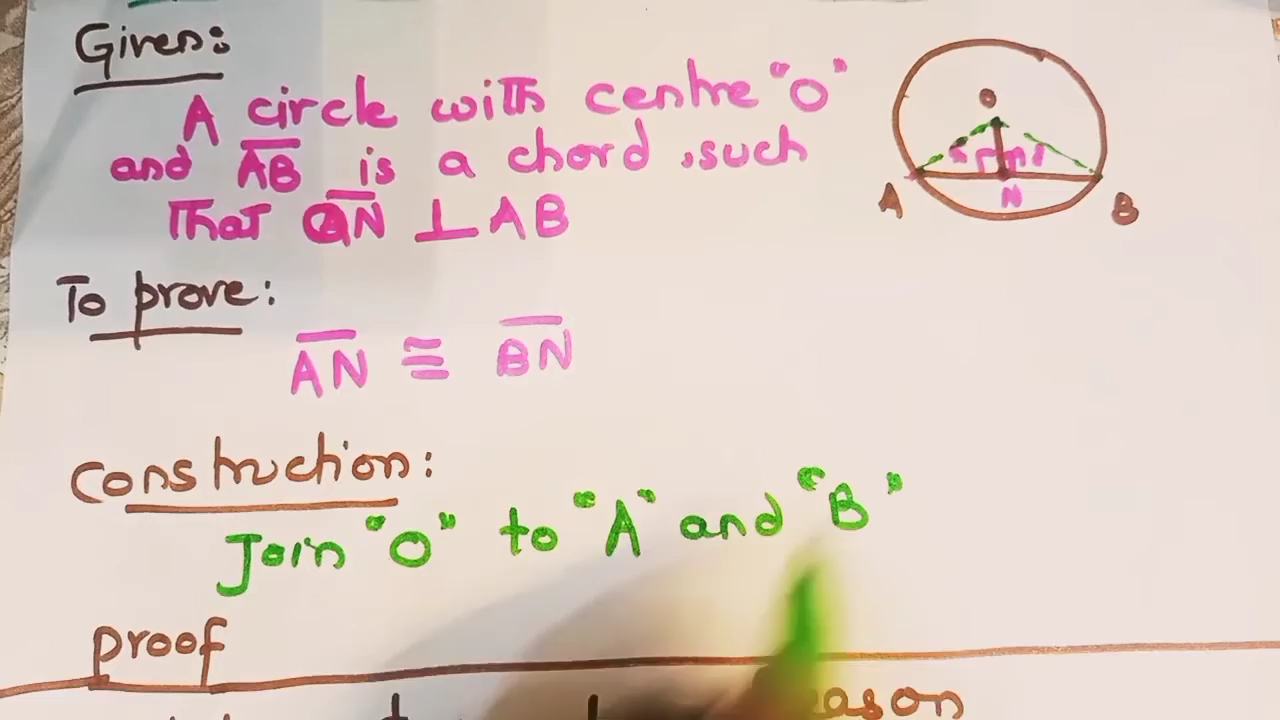 Given:
A circle with centre "O"
and AB is a chord, such
That ON ⊥ AB
O
A
N
B
To prove:
AN ≅ BN
Construction:
Join "O" to "A" and "B"
proof